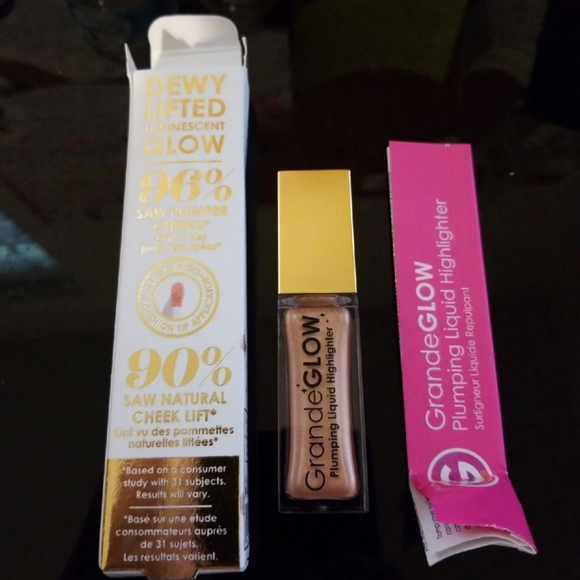 DEWY
LIFTED
LUMINESCENT
GLOW
96%
SAW PLUMPER
CHEEKS*
90%
SAW NATURAL
CHEEK LIFT*
Ont vu des pommettes
naturelles liftées*
*Based on a consumer
study with 31 subjects.
Results will vary.
*Basé sur une étude
consommateurs auprès
de 31 sujets.
Les résultats varient.
GrandeGLOW
Plumping Liquid Highlighter
GrandeGLOW
Plumping Liquid Highlighter
Surligneur Liquide Repulpant
G